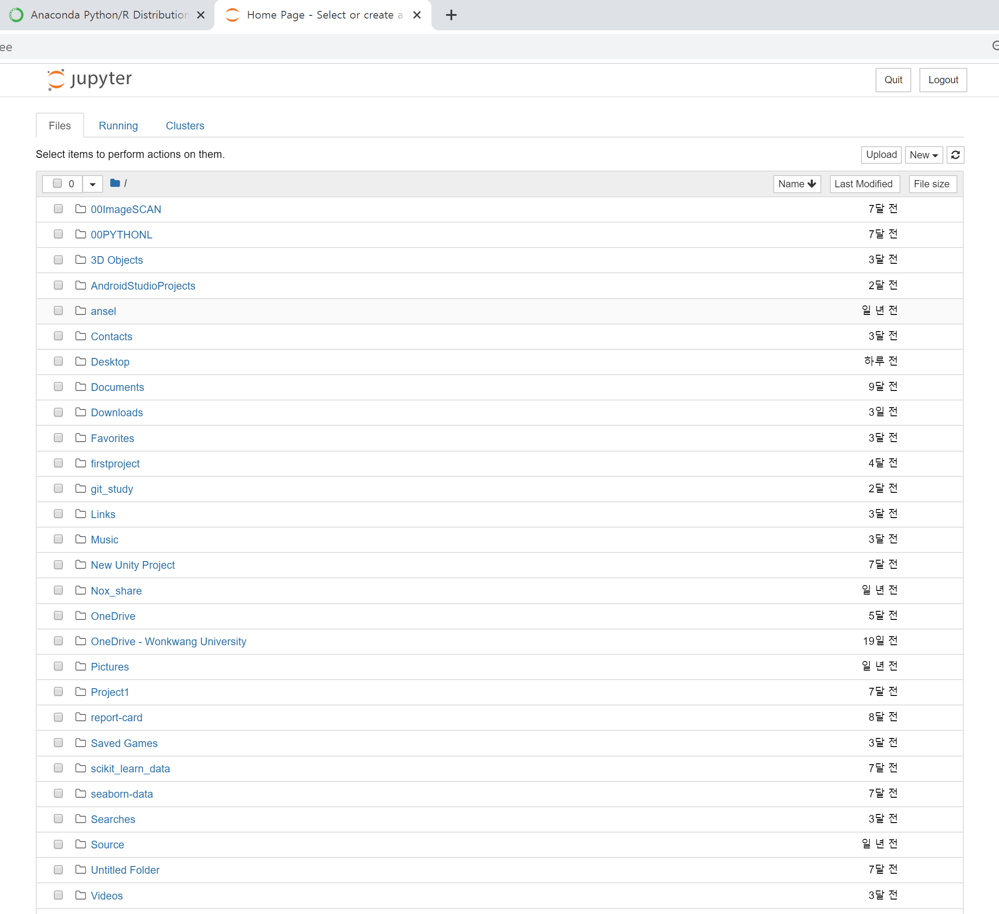 Anaconda Python/R Distribution
Home Page - Select or create a
ee
jupyter
Quit
Logout
Files
Running
Clusters
Select items to perform actions on them.
Upload
New
0
/
Name
Last Modified
File size
00ImageSCAN 7달 전
00PYTHONL 7달 전
3D Objects 3달 전
AndroidStudioProjects 2달 전
ansel 일 년 전
Contacts 3달 전
Desktop 하루 전
Documents 9달 전
Downloads 3일 전
Favorites 3달 전
firstproject 4달 전
git_study 2달 전
Links 3달 전
Music 3달 전
New Unity Project 7달 전
Nox_share 일 년 전
OneDrive 5달 전
OneDrive - Wonkwang University 19일 전
Pictures 일 년 전
Project1 7달 전
report-card 8달 전
Saved Games 3달 전
scikit_learn_data 7달 전
seaborn-data 7달 전
Searches 3달 전
Source 일 년 전
Untitled Folder 7달 전
Videos 3달 전